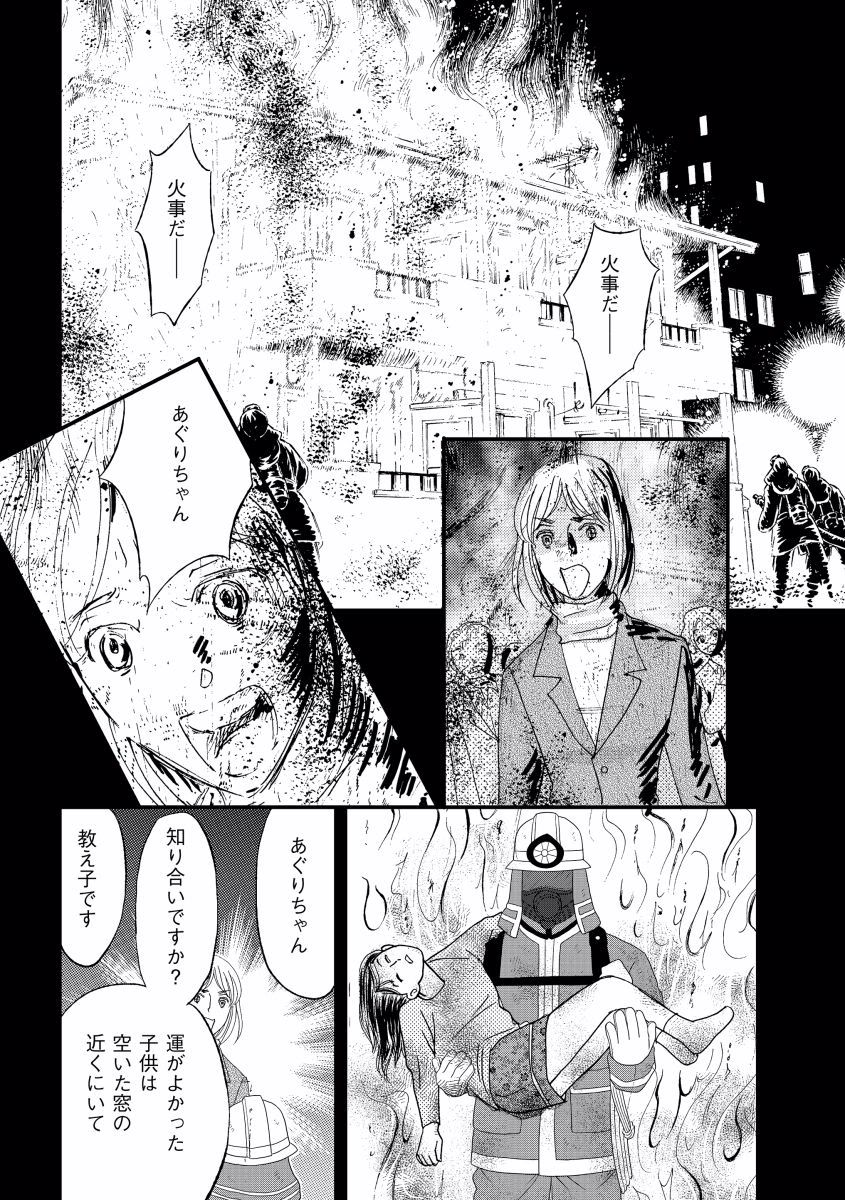 火事だ――
火事だ――
あぐりちゃん
あぐりちゃん
知り合いですか？
教え子です
運がよかった
子供は
空いた窓の
近くにいて